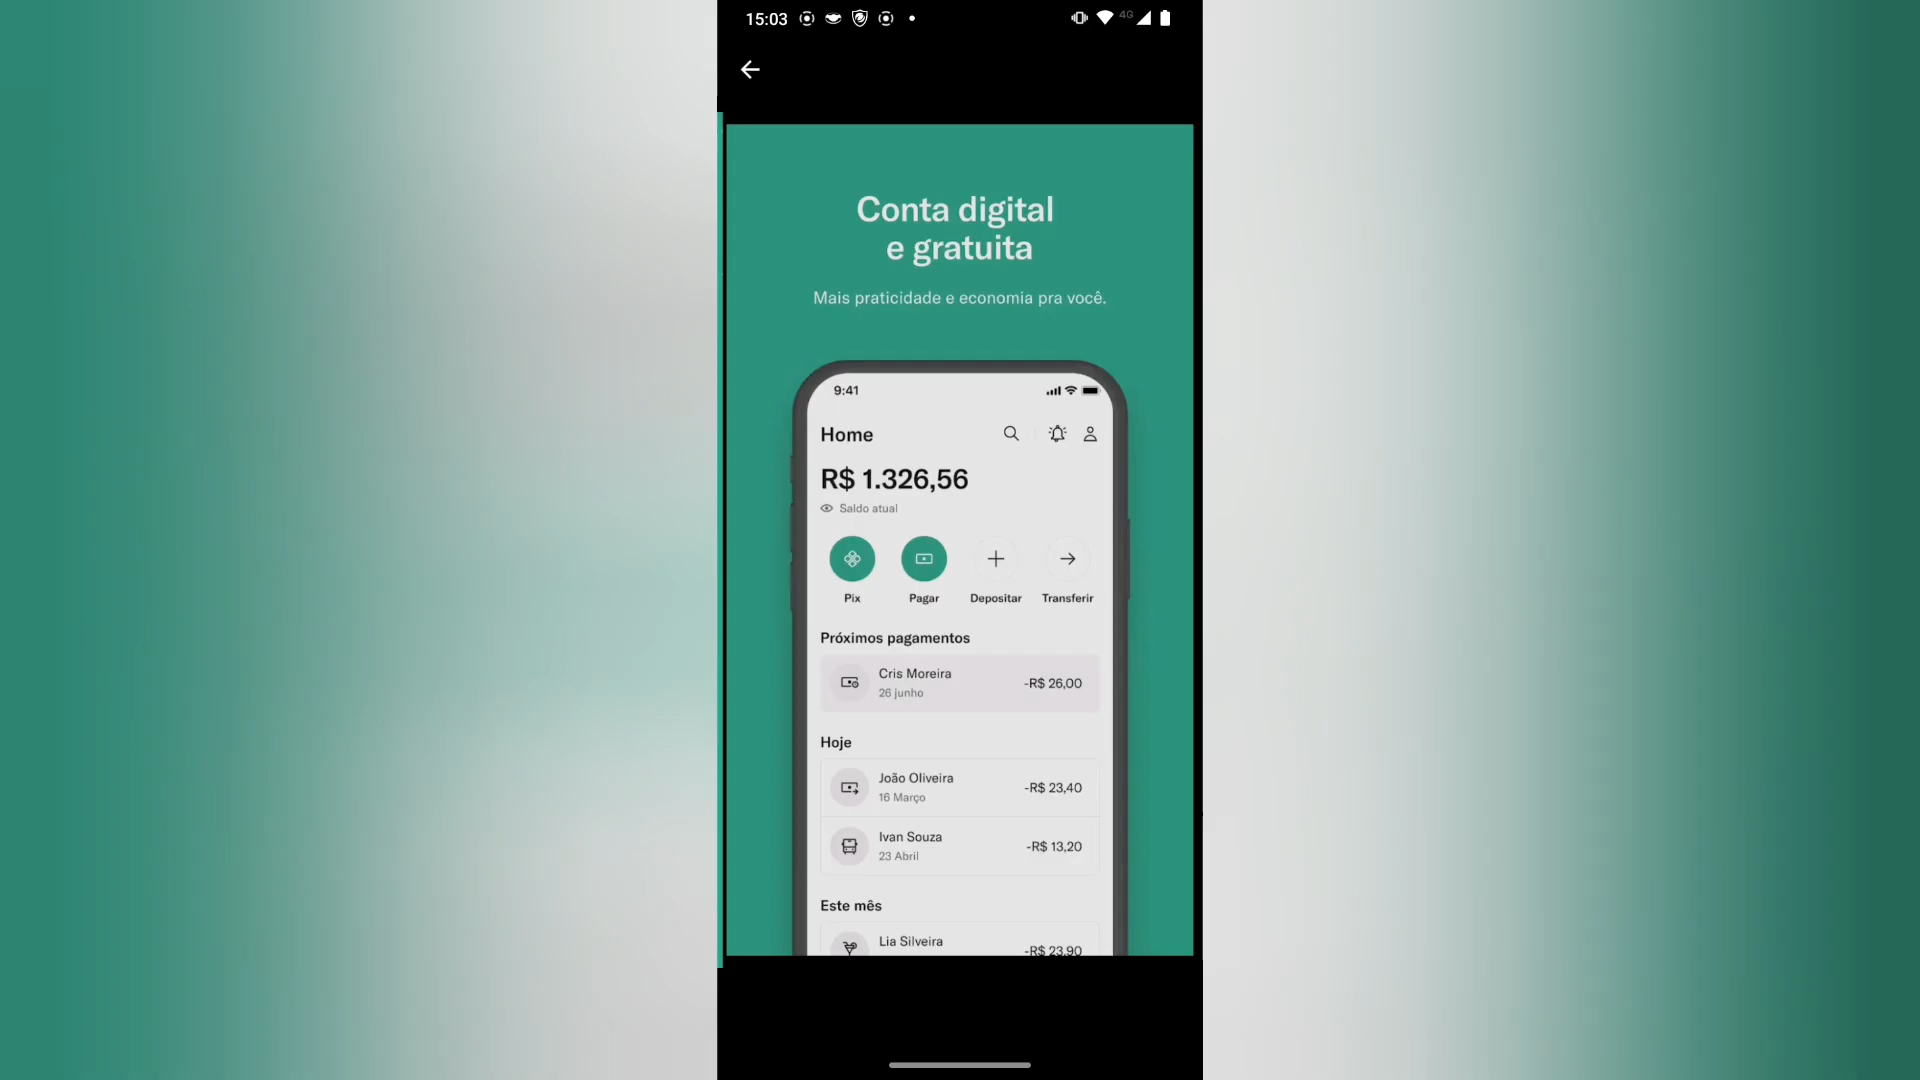 15:03
4G
Conta digital
e gratuita
Mais praticidade e economia pra você.
9:41
Home
R$ 1.326,56
Saldo atual
Pix
Pagar
Depositar
Transferir
Próximos pagamentos
Cris Moreira
26 junho
-R$ 26,00
Hoje
João Oliveira
16 Março
-R$ 23,40
Ivan Souza
23 Abril
-R$ 13,20
Este mês
Lia Silveira
-R$ 23,90